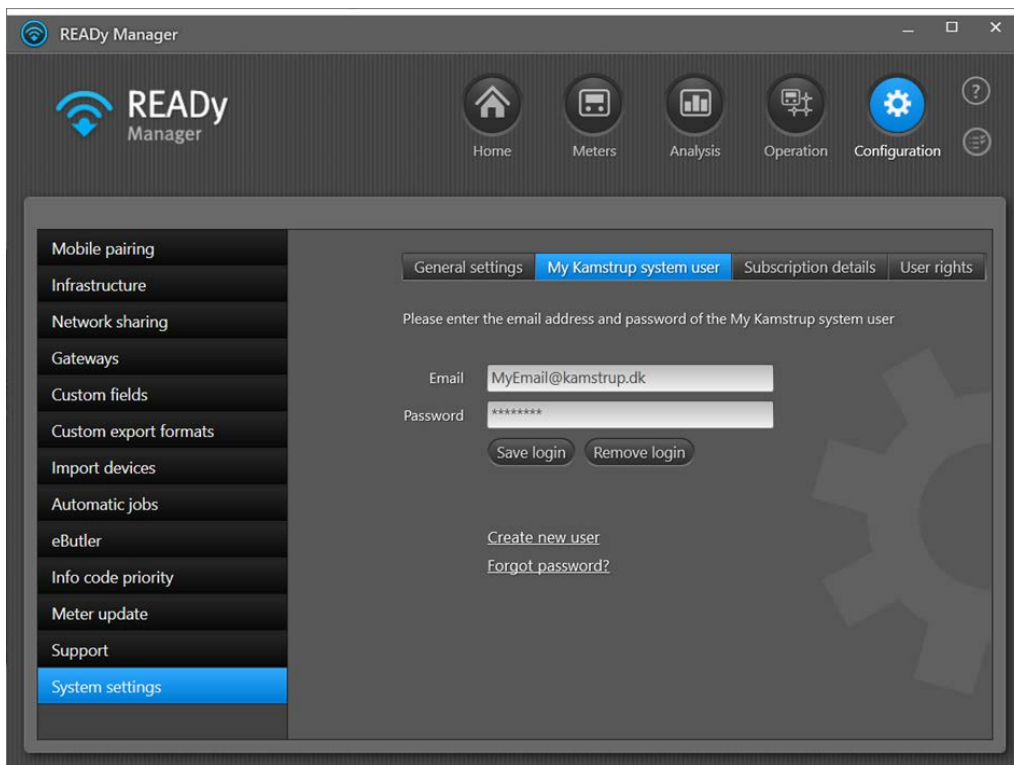 READy Manager
READy
Manager
Home
Meters
Analysis
Operation
Configuration
?
Mobile pairing
Infrastructure
Network sharing
Gateways
Custom fields
Custom export formats
Import devices
Automatic jobs
eButler
Info code priority
Meter update
Support
System settings
General settings
My Kamstrup system user
Subscription details
User rights
Please enter the email address and password of the My Kamstrup system user
Email
MyEmail@kamstrup.dk
Password
********
Save login
Remove login
Create new user
Forgot password?